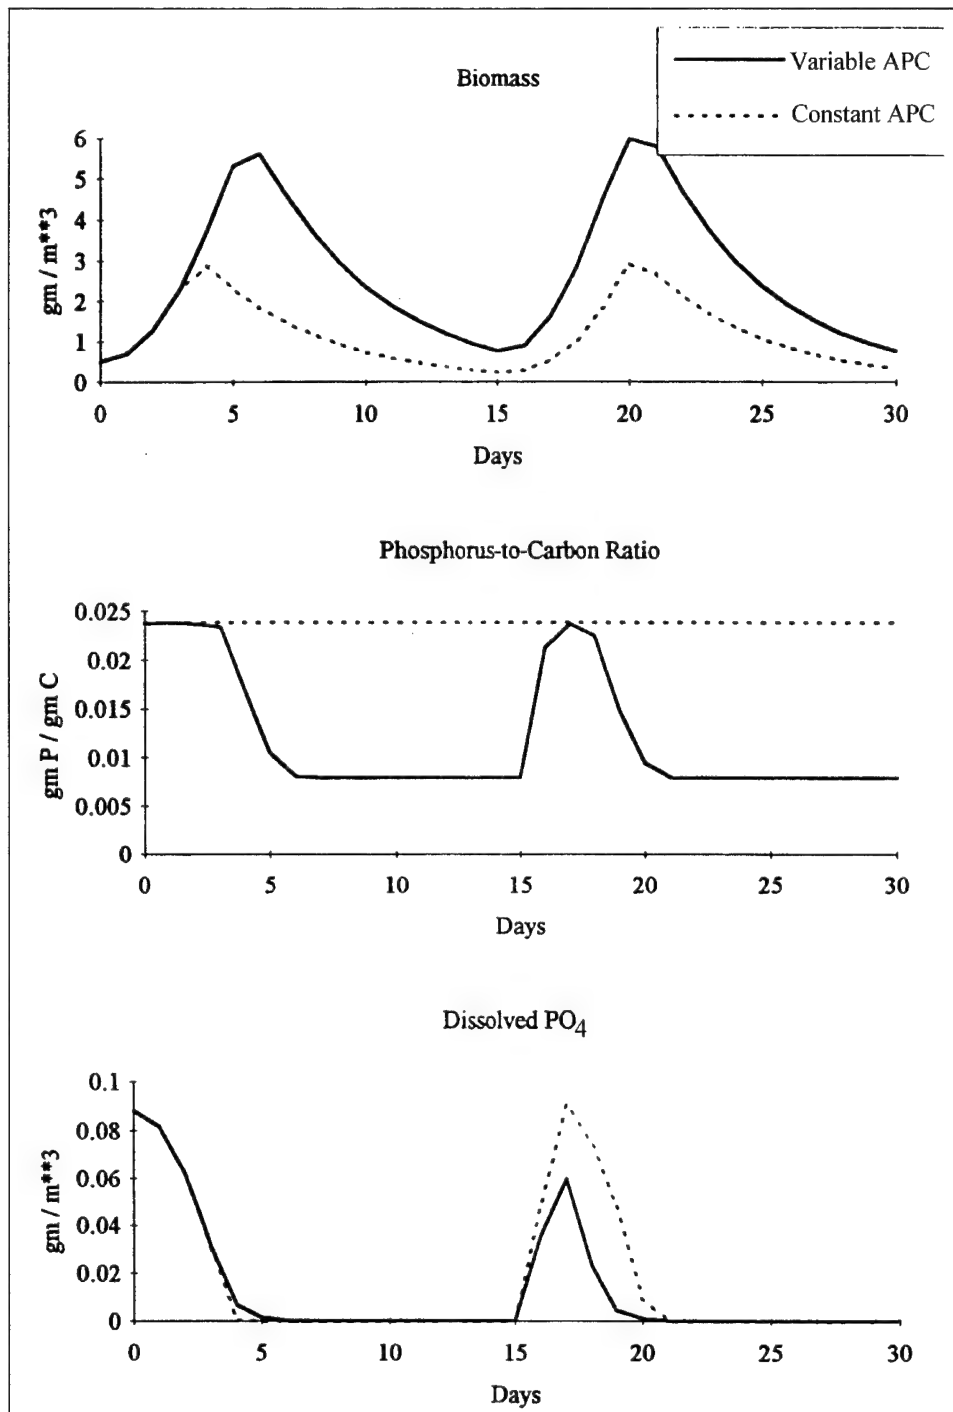 Variable APC
Constant APC
Biomass
6
5
4
3
2
1
0
gm / m**3
0 5 10 15 20 25 30
Days
Phosphorus-to-Carbon Ratio
0.025
0.02
0.015
0.01
0.005
0
gm P / gm C
0 5 10 15 20 25 30
Days
Dissolved PO₄
0.1
0.08
0.06
0.04
0.02
0
gm / m**3
0 5 10 15 20 25 30
Days